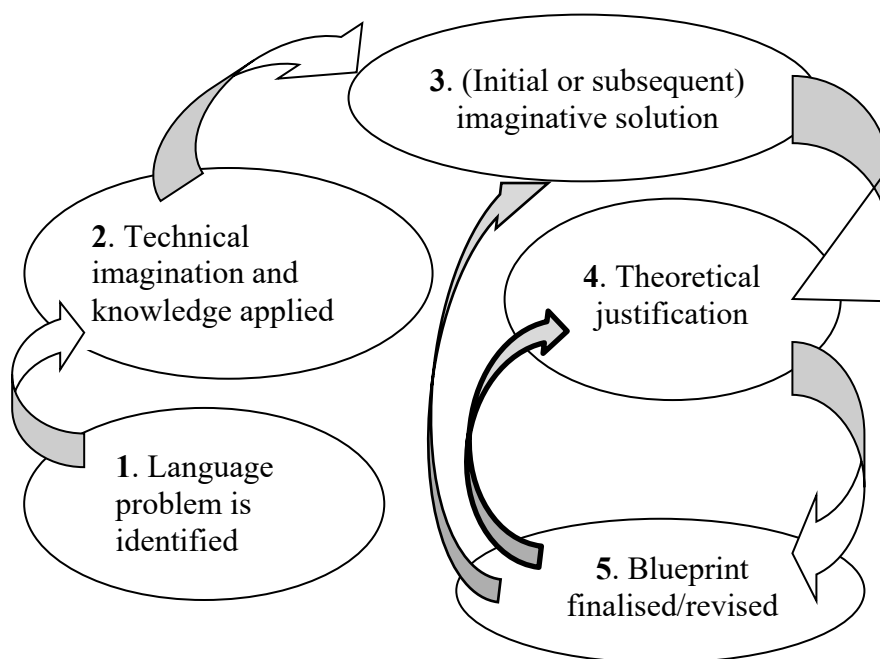 1. Language
problem is
identified
2. Technical
imagination and
knowledge applied
3. (Initial or subsequent)
imaginative solution
4. Theoretical
justification
5. Blueprint
finalised/revised